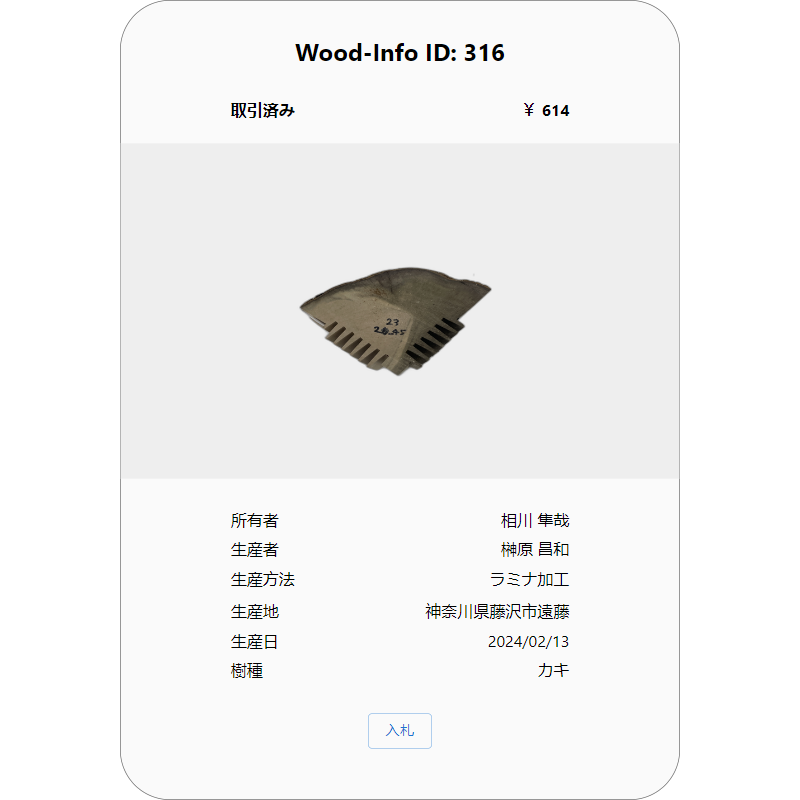 Wood-Info ID: 316
取引済み ￥ 614
23
所有者 相川 隼哉
生産者 榊原 昌和
生産方法 ラミナ加工
生産地 神奈川県藤沢市遠藤
生産日 2024/02/13
樹種 カキ
入札